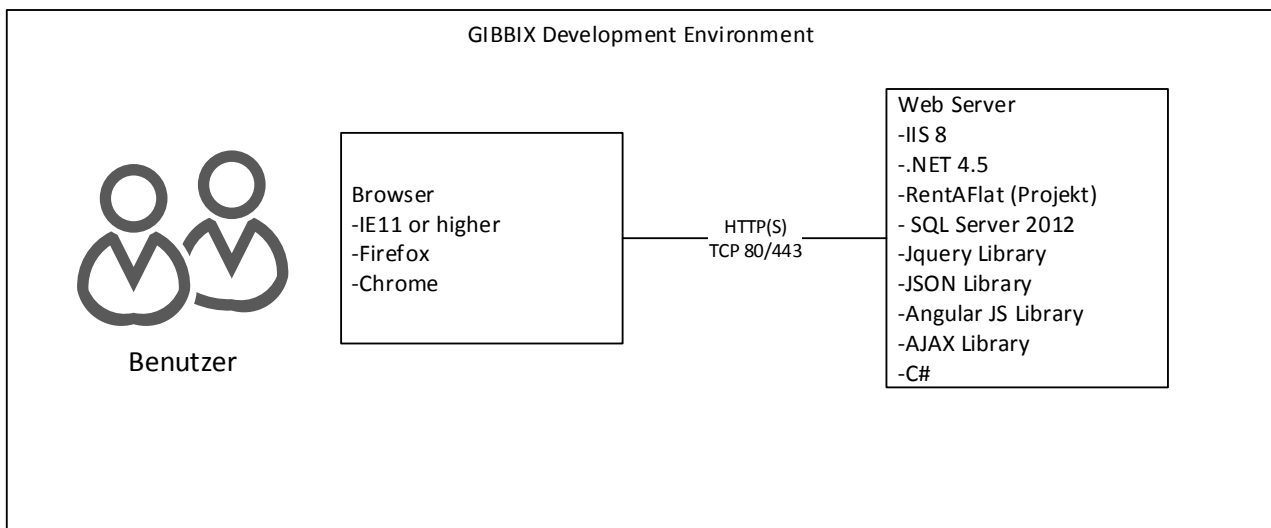 GIBBIX Development Environment
Benutzer
Browser
-IE11 or higher
-Firefox
-Chrome
HTTP(S)
TCP 80/443
Web Server
-IIS 8
-.NET 4.5
-RentAFlat (Projekt)
- SQL Server 2012
-Jquery Library
-JSON Library
-Angular JS Library
-AJAX Library
-C#